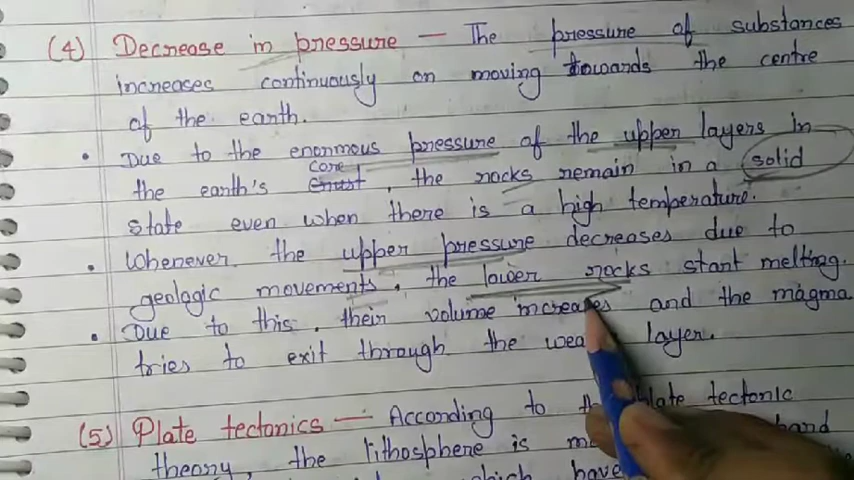 (4) Decrease in pressure — The pressure of substances
increases continuously on moving towards the centre
of the earth.
• Due to the enormous pressure of the upper layers in
core
the earth's crust, the rocks remain in a solid
state even when there is a high temperature.
• Whenever the upper pressure decreases due to
geologic movements, the lower rocks start melting.
• Due to this, their volume increases and the magma
tries to exit through the layer.
(5) Plate tectonics — According to plate tectonic
theory, the lithosphere is
which have